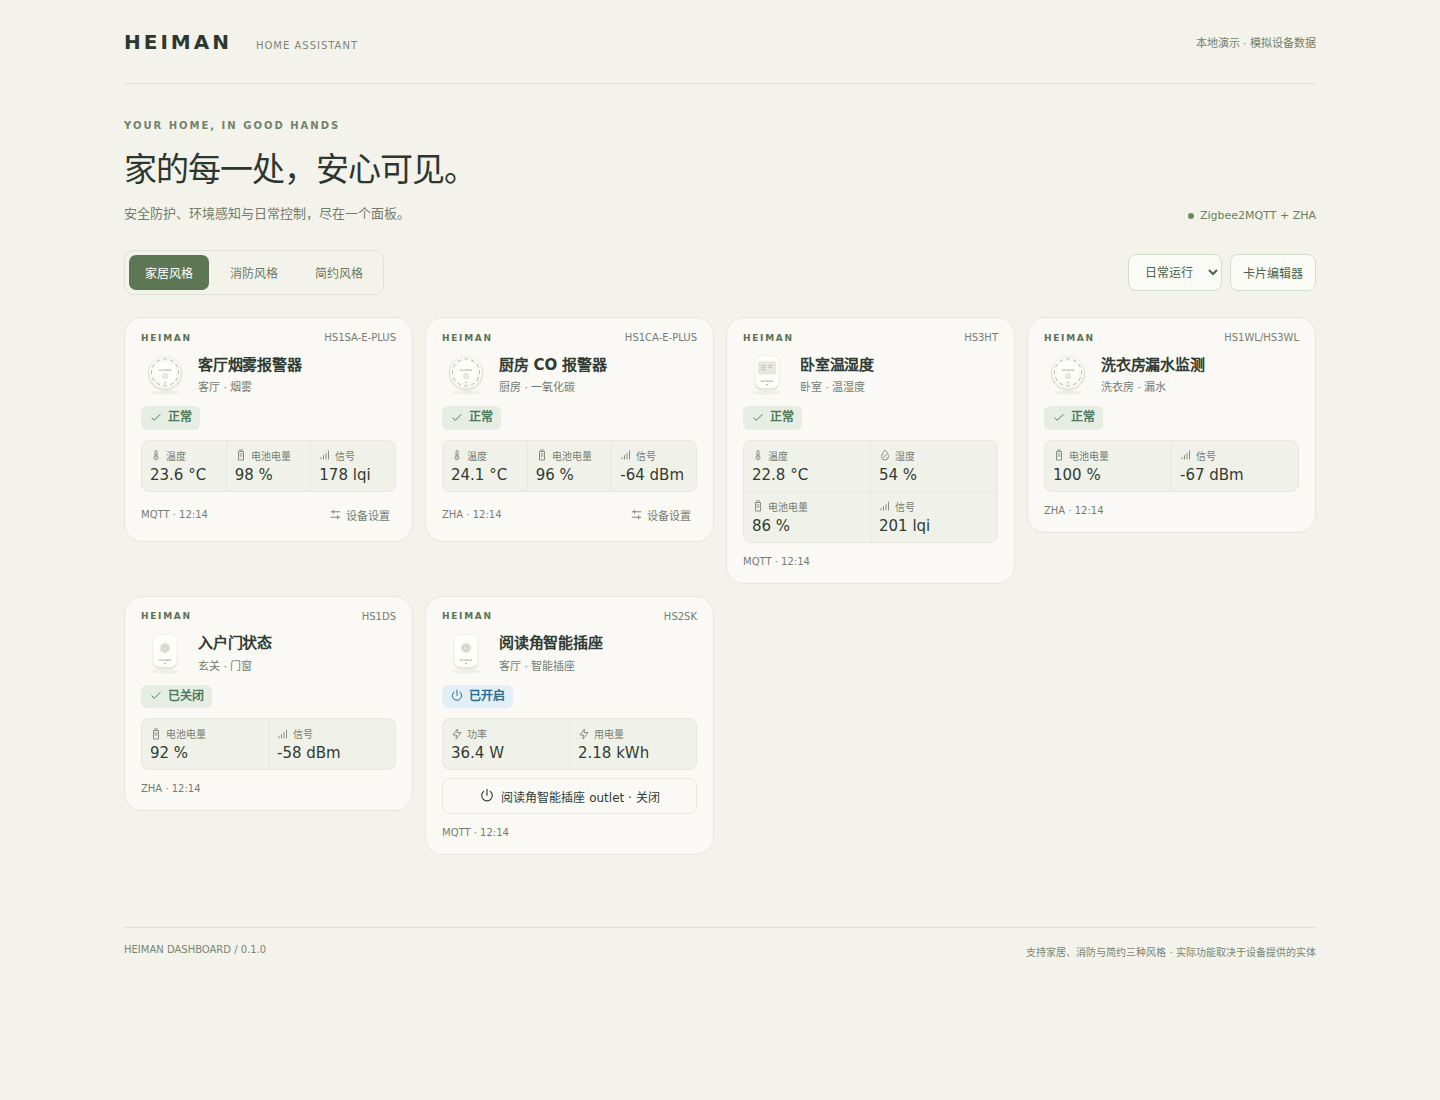 HEIMAN HOME ASSISTANT
本地演示 · 模拟设备数据
YOUR HOME, IN GOOD HANDS
家的每一处，安心可见。
安全防护、环境感知与日常控制，尽在一个面板。
Zigbee2MQTT + ZHA
家居风格 消防风格 简约风格
日常运行 卡片编辑器
HEIMAN HS1SA-E-PLUS
客厅烟雾报警器
客厅 · 烟雾
正常
温度 电池电量 信号
23.6 °C 98 % 178 lqi
MQTT · 12:14 设备设置
HEIMAN HS1CA-E-PLUS
厨房 CO 报警器
厨房 · 一氧化碳
正常
温度 电池电量 信号
24.1 °C 96 % -64 dBm
ZHA · 12:14 设备设置
HEIMAN HS3HT
卧室温湿度
卧室 · 温湿度
正常
温度 湿度
22.8 °C 54 %
电池电量 信号
86 % 201 lqi
MQTT · 12:14
HEIMAN HS1WL/HS3WL
洗衣房漏水监测
洗衣房 · 漏水
正常
电池电量 信号
100 % -67 dBm
ZHA · 12:14
HEIMAN HS1DS
入户门状态
玄关 · 门窗
已关闭
电池电量 信号
92 % -58 dBm
ZHA · 12:14
HEIMAN HS2SK
阅读角智能插座
客厅 · 智能插座
已开启
功率 用电量
36.4 W 2.18 kWh
阅读角智能插座 outlet · 关闭
MQTT · 12:14
HEIMAN DASHBOARD / 0.1.0
支持家居、消防与简约三种风格 · 实际功能取决于设备提供的实体